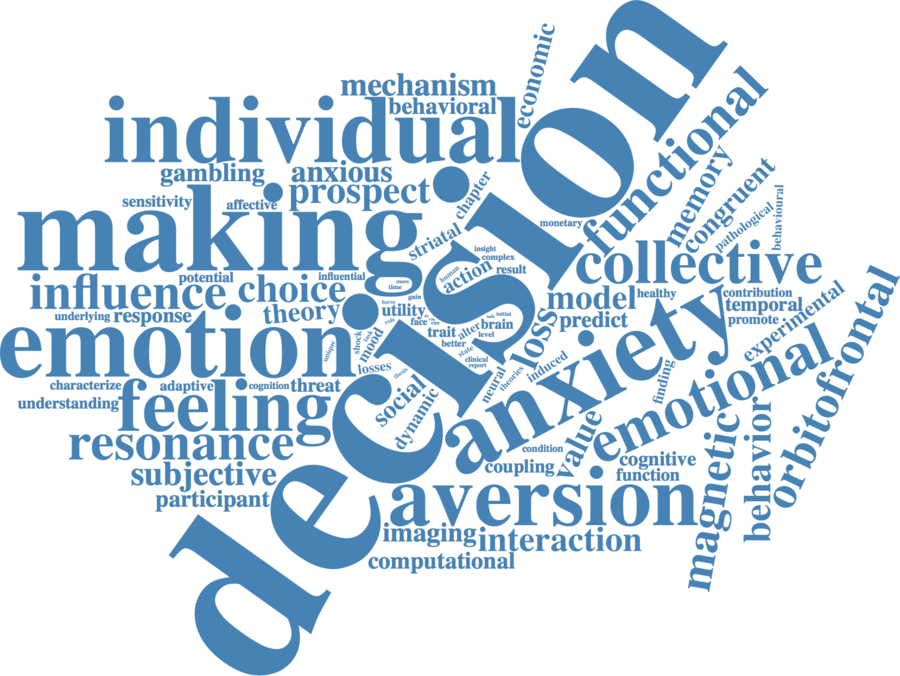 economic
decision
mechanism
behavioral
individual
functional
gambling
anxious
prospect
memory
congruent
sensitivity
affective
chapter
making
pathological
behavioural
monetary
striatal
insight
complex
collective
human
action
result
potential
influential
influence
choice
more
time
model
healthy
contribution
temporal
harm
gain
utility
theory
underlying
response
role
face
predict
promote
experimental
orbitofrontal
initial
trait
alter
brain
level
loss
emotion
unique
shock
task
mood
better
state
clinical
report
anxiety
losses
thesis
characterize
adaptive
cognition
threat
social
neural
theories
induced
finding
emotional
understanding
feeling
dynamic
resonance
value
magnetic
behavior
condition
coupling
cognitive
function
subjective
participant
aversion
imaging
interaction
computational